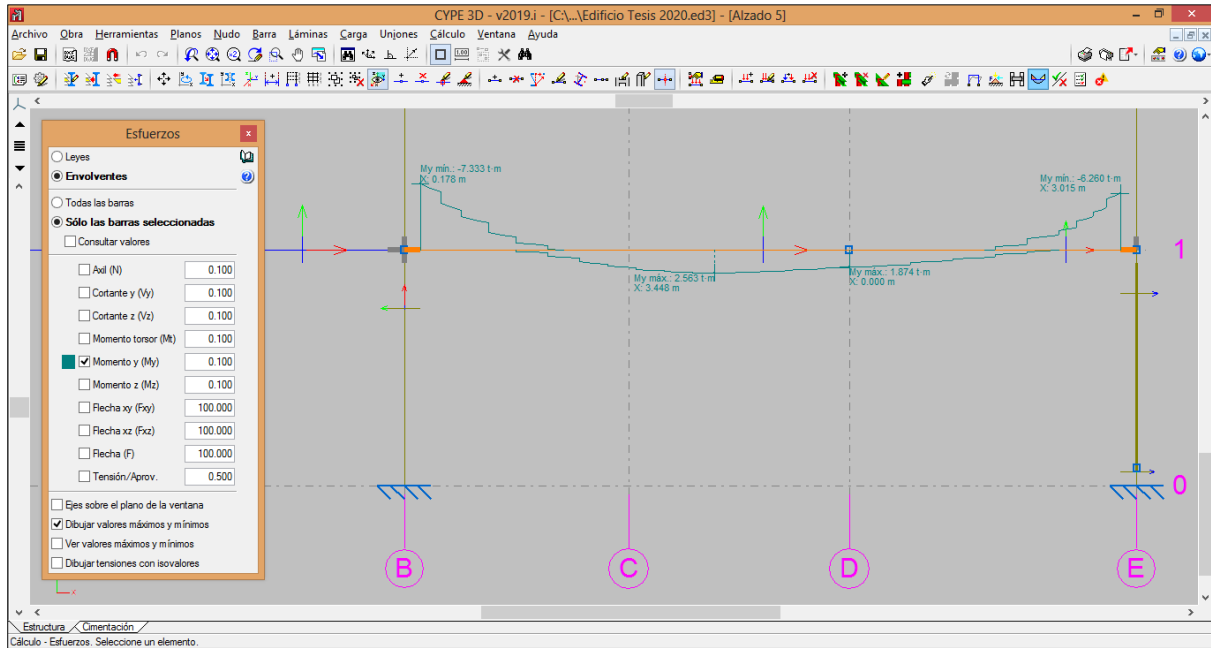 CYPE 3D - v2019.i - [C:\...\Edificio Tesis 2020.ed3] - [Alzado 5]
Archivo Obra Herramientas Planos Nudo Barra Láminas Carga Uniones Cálculo Ventana Ayuda
Esfuerzos
Leyes
Envolventes
Todas las barras
Sólo las barras seleccionadas
Consultar valores
Axil (N) 0.100
Cortante y (Vy) 0.100
Cortante z (Vz) 0.100
Momento torsor (Mt) 0.100
Momento y (My) 0.100
Momento z (Mz) 0.100
Flecha xy (Fxy) 100.000
Flecha xz (Fxz) 100.000
Flecha (F) 100.000
Tensión/Aprov. 0.500
Ejes sobre el plano de la ventana
Dibujar valores máximos y mínimos
Ver valores máximos y mínimos
Dibujar tensiones con isovalores
My mín.: -7.333 t·m
X: 0.178 m
My mín.: -6.260 t·m
X: 3.015 m
My máx.: 2.563 t·m
X: 3.448 m
My máx.: 1.874 t·m
X: 0.000 m
1
0
B
C
D
E
x
Estructura Cimentación
Cálculo - Esfuerzos. Seleccione un elemento.